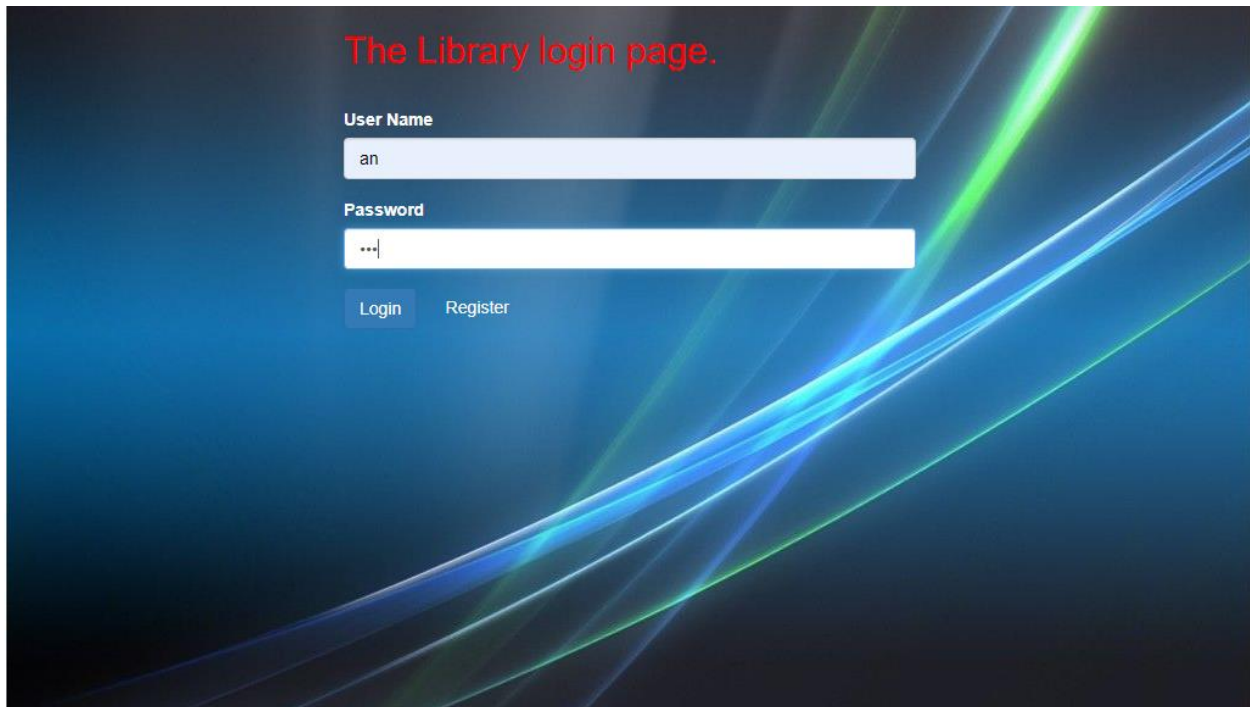 The Library login page.
User Name
an
Password
•••
Login Register